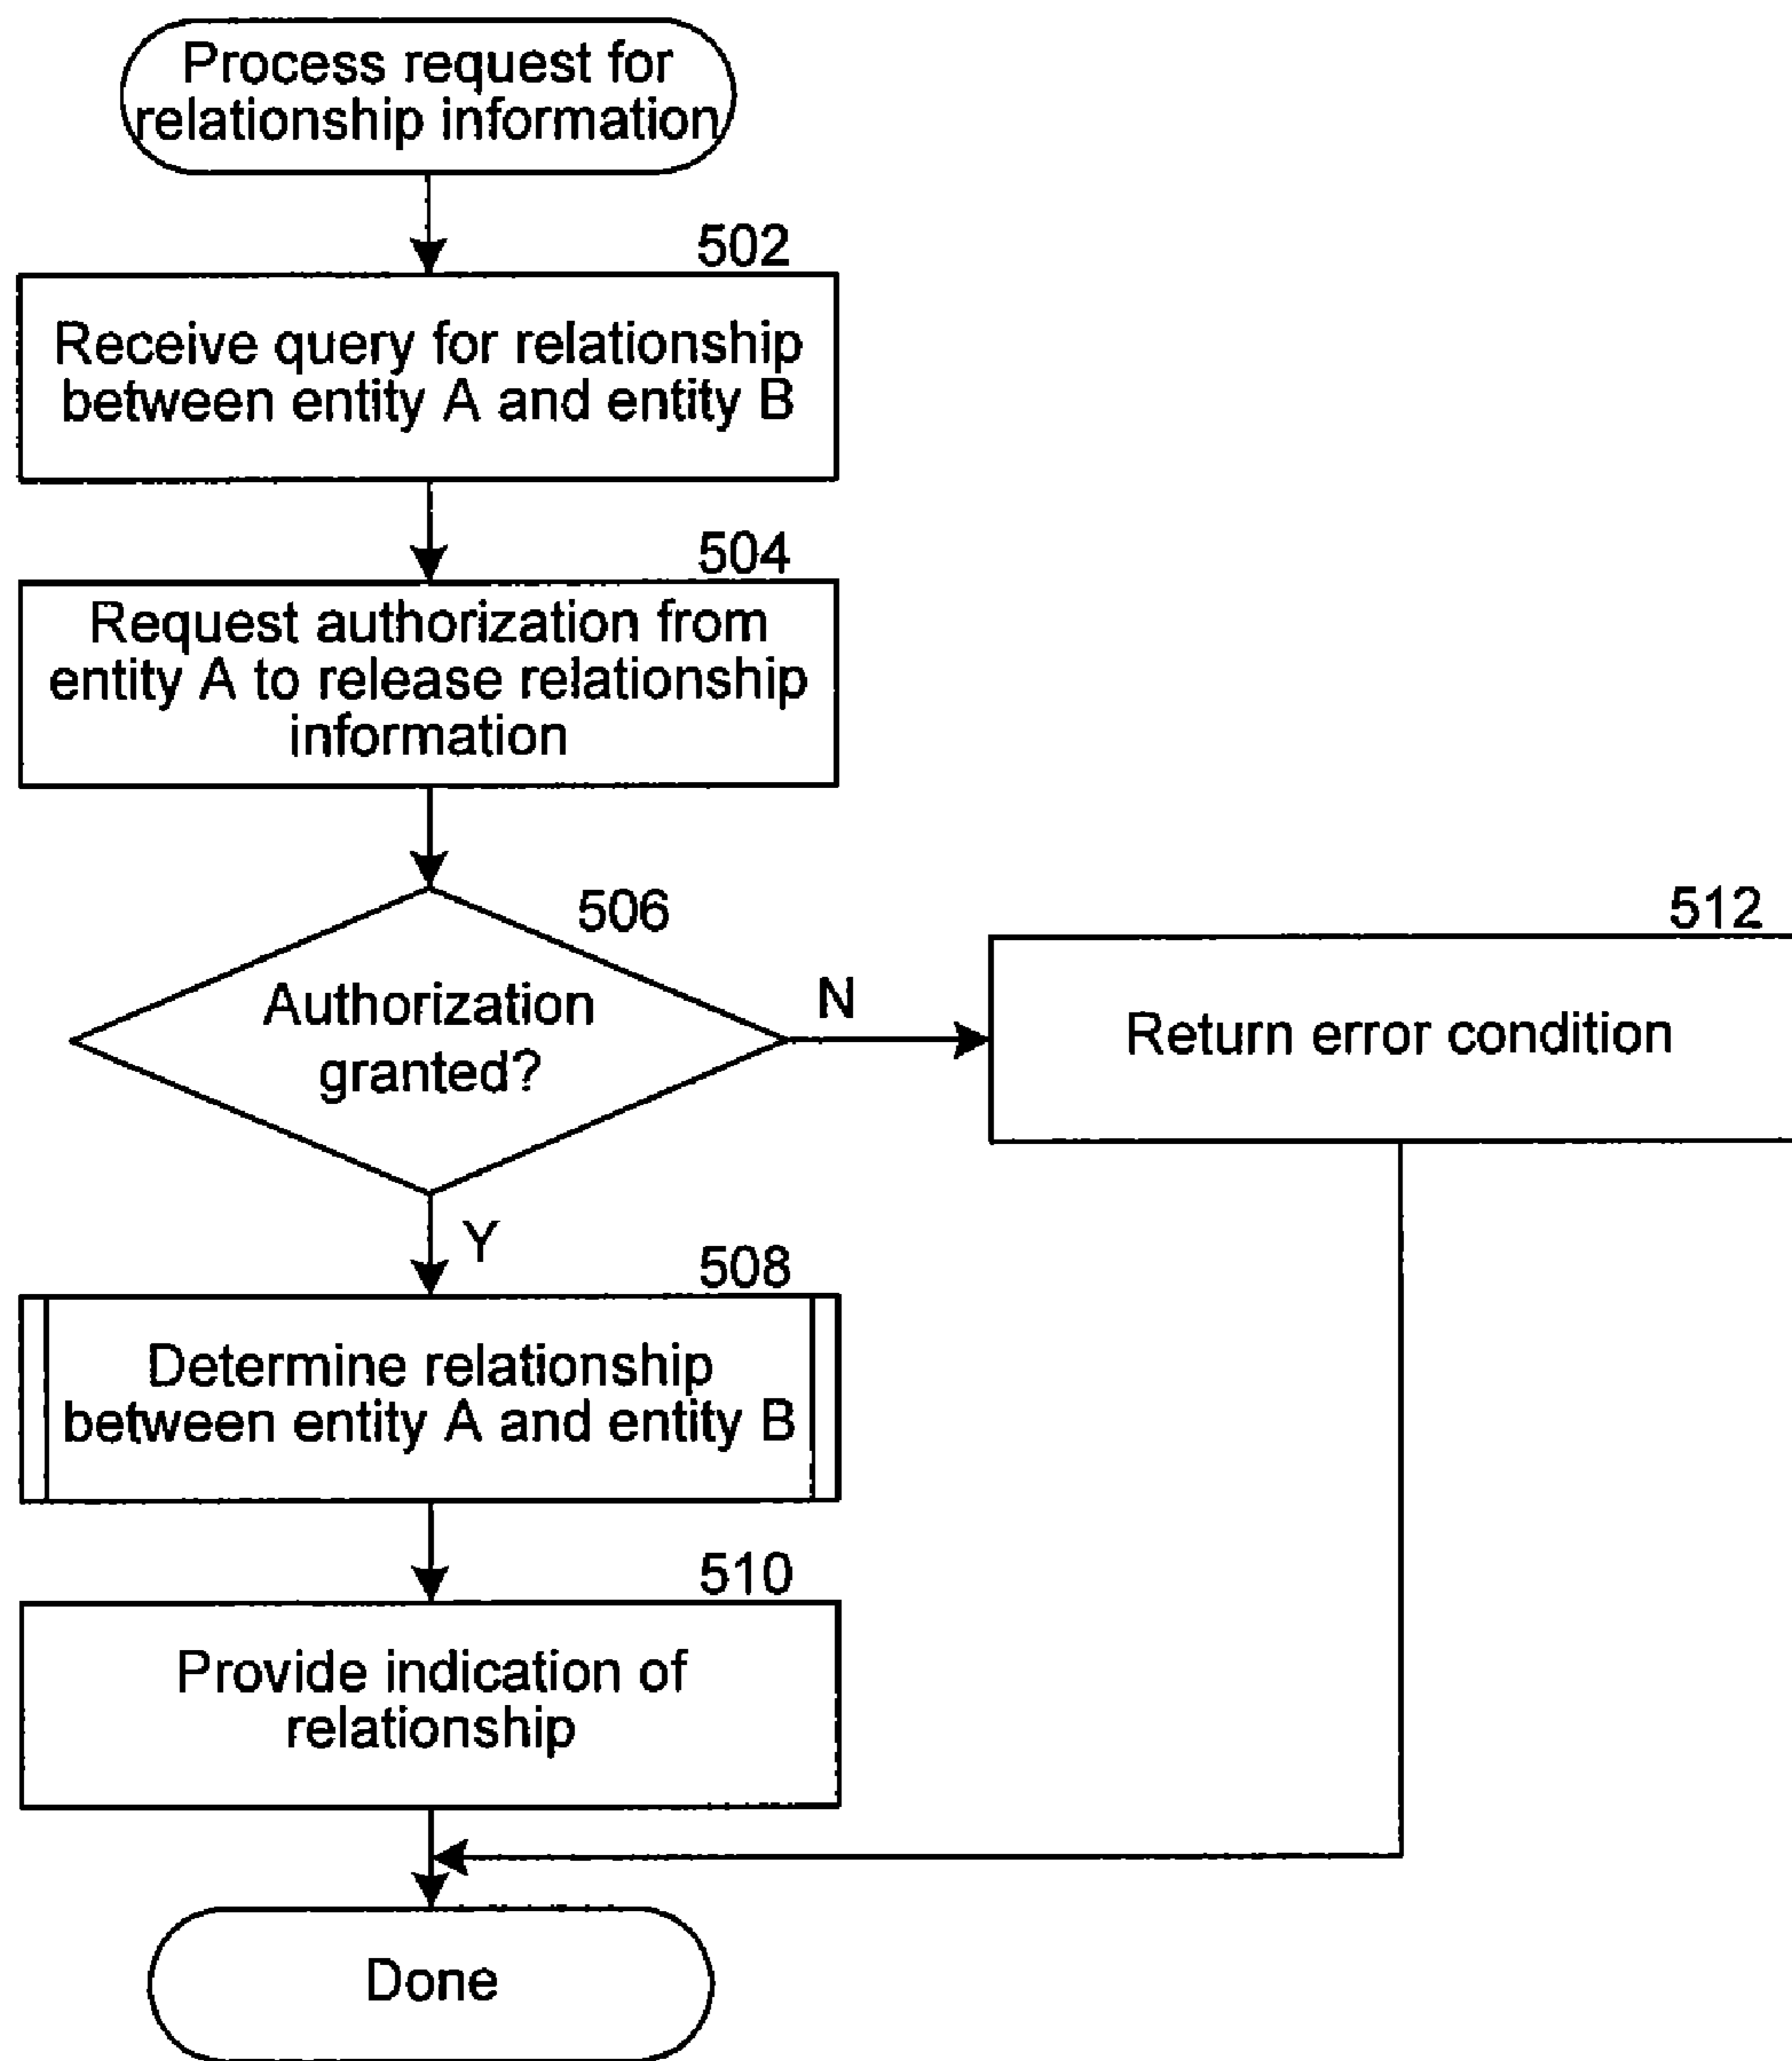 Process request for
relationship information
502
Receive query for relationship
between entity A and entity B
504
Request authorization from
entity A to release relationship
information
506
Authorization
granted?
N
512
Return error condition
Y
508
Determine relationship
between entity A and entity B
510
Provide indication of
relationship
Done